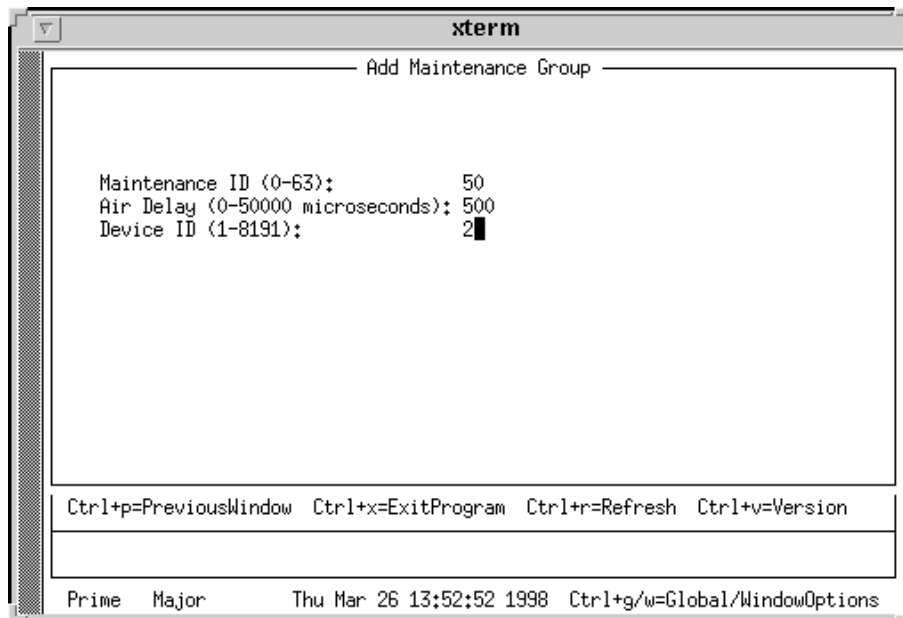 xterm
Add Maintenance Group
Maintenance ID (0-63): 50
Air Delay (0-50000 microseconds): 500
Device ID (1-8191): 2
Ctrl+p=PreviousWindow Ctrl+x=ExitProgram Ctrl+r=Refresh Ctrl+v=Version
Prime Major Thu Mar 26 13:52:52 1998 Ctrl+g/w=Global/WindowOptions